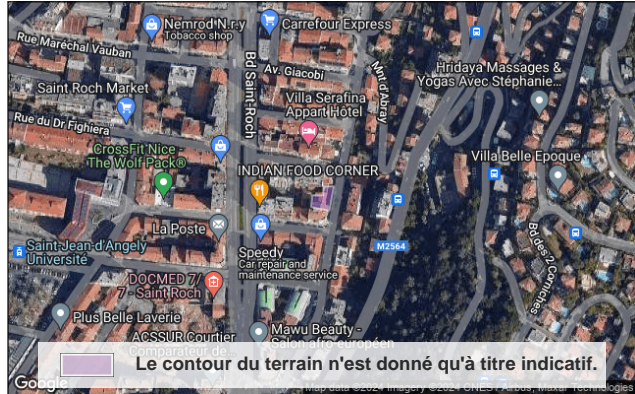 Nemrod N.r.y
Tobacco shop
Carrefour Express
Rue Maréchal Vauban
Bd Saint-Roch
Av. Giacobi
Mnt d'Abray
Hridaya Massages &
Yogas Avec Stéphanie...
Saint Roch Market
Villa Serafina
Appart Hôtel
Rue du Dr Fighiera
CrossFit Nice
The Wolf Pack®
Villa Belle Epoque
INDIAN FOOD CORNER
La Poste
M2564
Bd des 2 Corniches
Saint-Jean-d'Angely
Université
Speedy
Car repair and
maintenance service
DOCMED 7/
7 - Saint Roch
Plus Belle Laverie
ACSSUR Courtier
Comparateur de
Mawu Beauty -
Salon afro-européen
Le contour du terrain n'est donné qu'à titre indicatif.
Google
Map data ©2024 Imagery ©2024 CNES / Airbus, Maxar Technologies